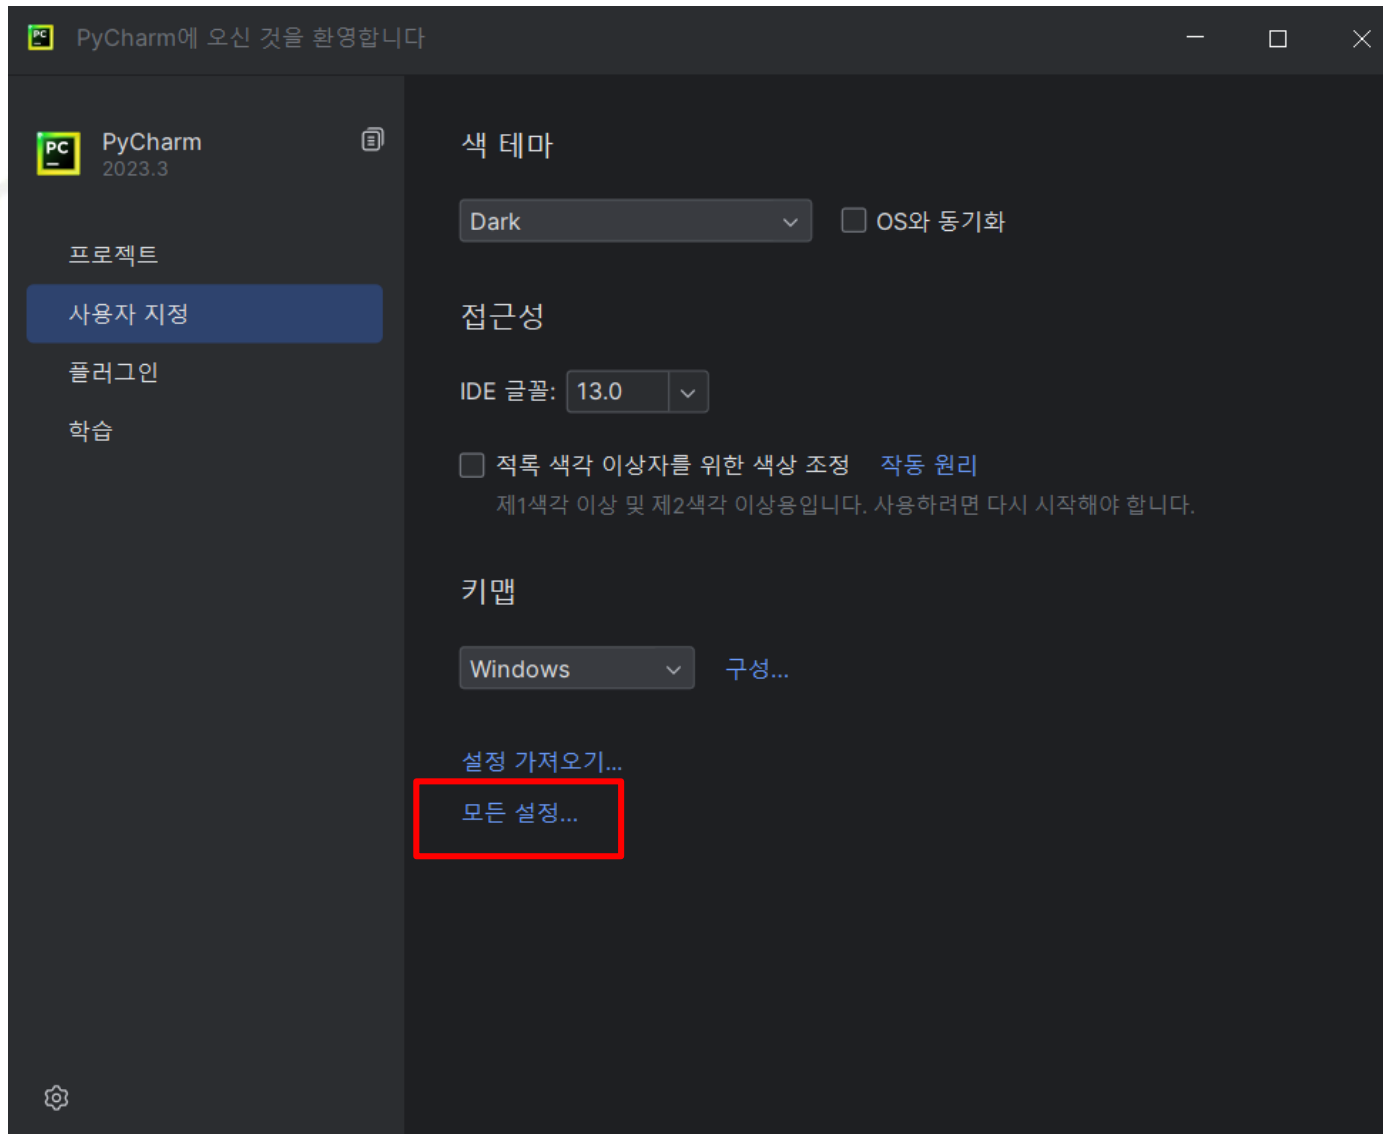 PyCharm에 오신 것을 환영합니다
PyCharm
2023.3
프로젝트
사용자 지정
플러그인
학습
색 테마
Dark
OS와 동기화
접근성
IDE 글꼴: 13.0
적록 색각 이상자를 위한 색상 조정 작동 원리
제1색각 이상 및 제2색각 이상용입니다. 사용하려면 다시 시작해야 합니다.
키맵
Windows
구성...
설정 가져오기...
모든 설정...